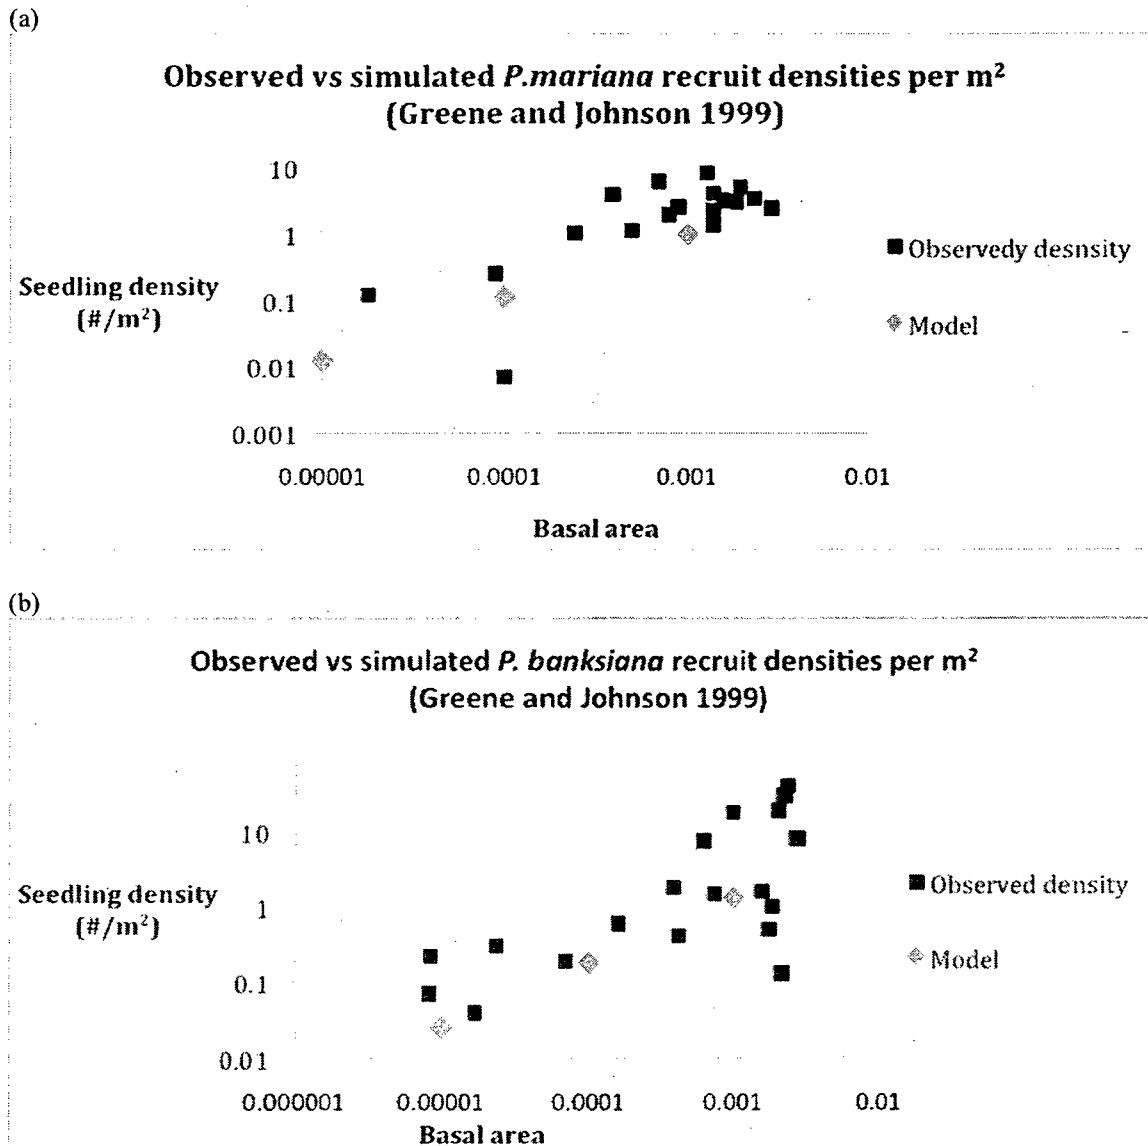 (a)
Observed vs simulated P.mariana recruit densities per m²
(Greene and Johnson 1999)
10
1
Seedling density
(#/m²)
0.1
0.01
0.001
0.00001
0.0001
0.001
0.01
Basal area
Observedy desnsity
Model
(b)
Observed vs simulated P. banksiana recruit densities per m²
(Greene and Johnson 1999)
10
Seedling density
(#/m²)
1
0.1
0.01
0.000001
0.00001
0.0001
0.001
0.01
Basal area
Observed density
Model